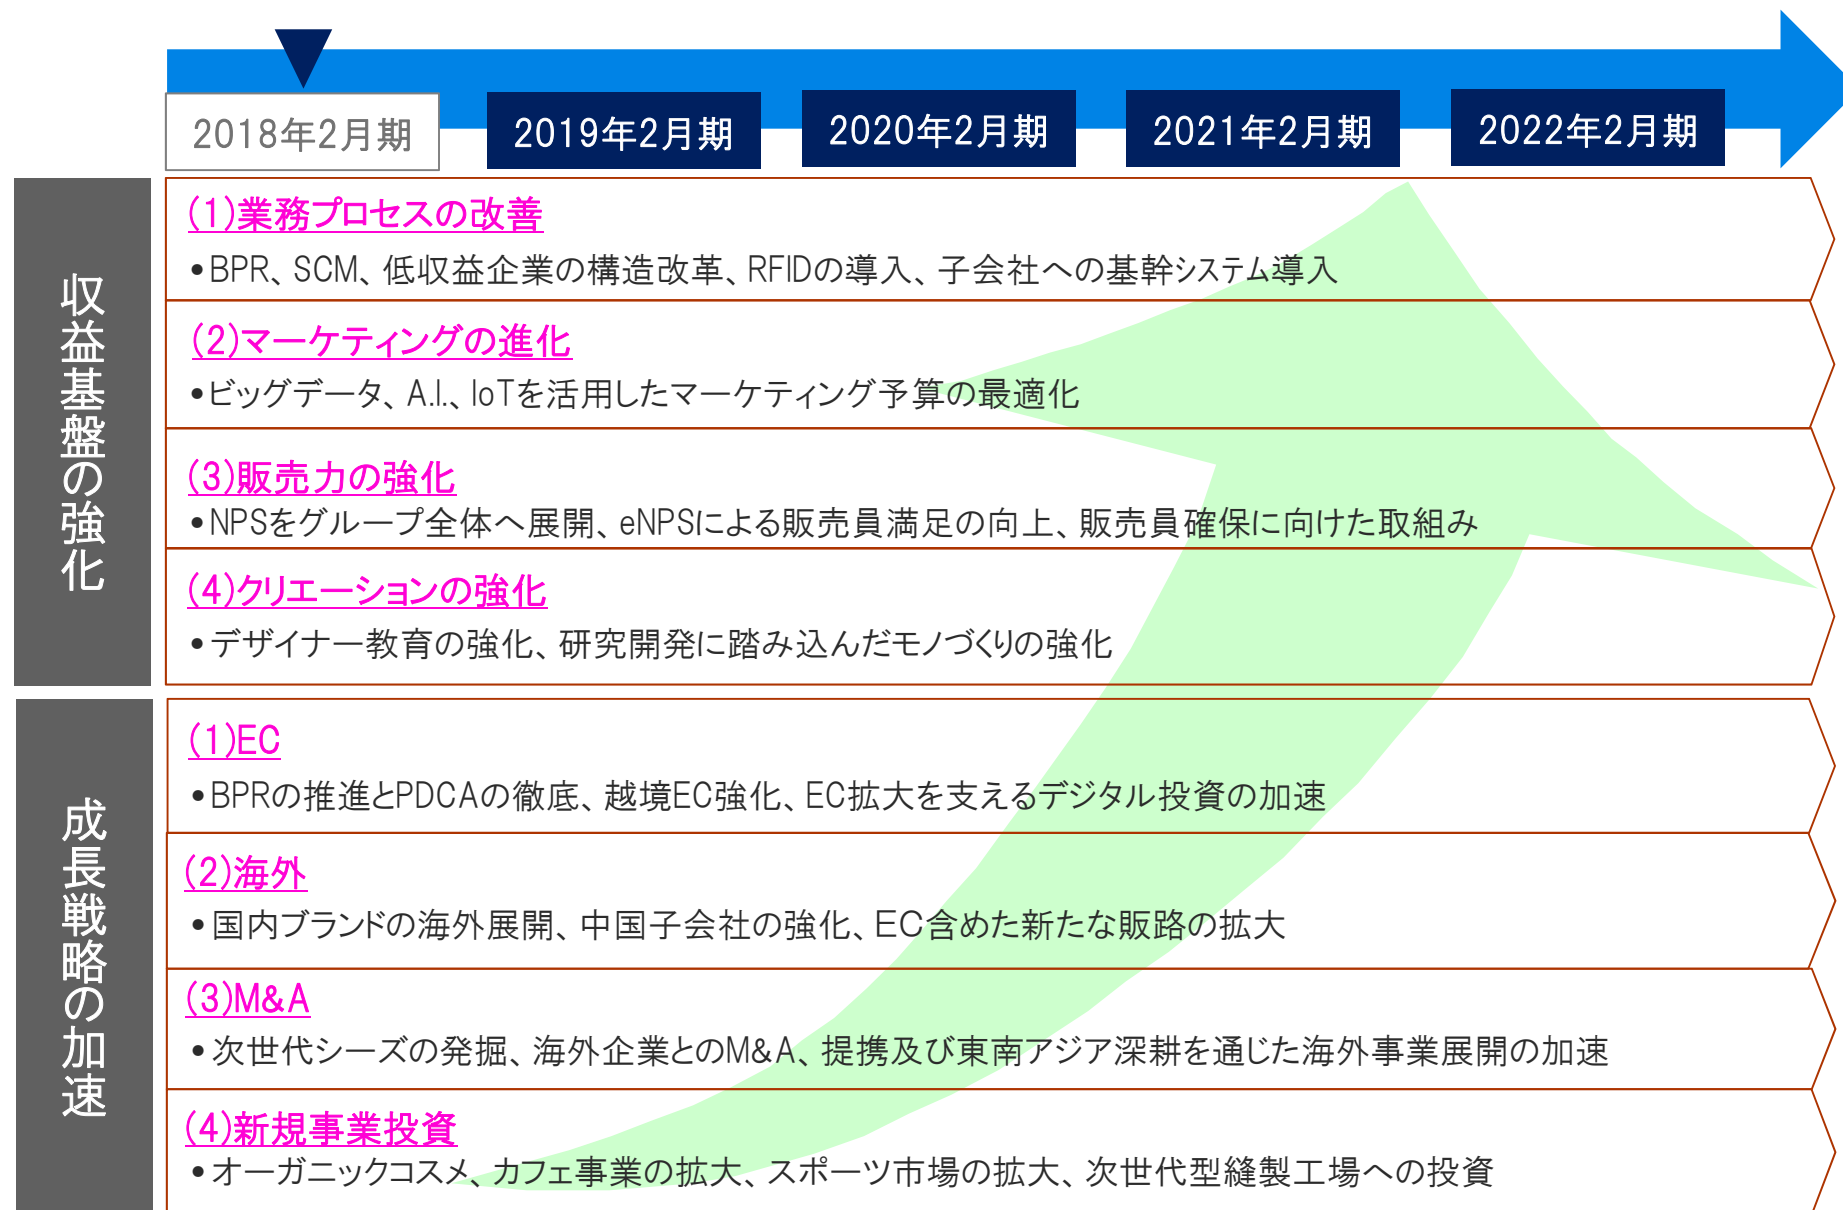 2018年2月期
2019年2月期
2020年2月期
2021年2月期
2022年2月期
収益基盤の強化
(1)業務プロセスの改善
•BPR、SCM、低収益企業の構造改革、RFIDの導入、子会社への基幹システム導入
(2)マーケティングの進化
•ビッグデータ、A.I.、IoTを活用したマーケティング予算の最適化
(3)販売力の強化
•NPSをグループ全体へ展開、eNPSによる販売員満足の向上、販売員確保に向けた取組み
(4)クリエーションの強化
•デザイナー教育の強化、研究開発に踏み込んだモノづくりの強化
成長戦略の加速
(1)EC
•BPRの推進とPDCAの徹底、越境EC強化、EC拡大を支えるデジタル投資の加速
(2)海外
•国内ブランドの海外展開、中国子会社の強化、EC含めた新たな販路の拡大
(3)M&A
•次世代シーズの発掘、海外企業とのM&A、提携及び東南アジア深耕を通じた海外事業展開の加速
(4)新規事業投資
•オーガニックコスメ、カフェ事業の拡大、スポーツ市場の拡大、次世代型縫製工場への投資